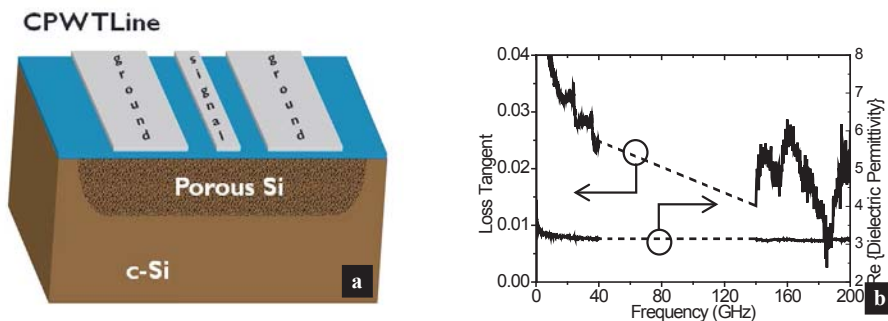 CPWTLine
ground
signal
ground
Porous Si
c-Si
a
0.04
0.03
0.02
0.01
0.00
Loss Tangent
8
7
6
5
4
3
2
Re {Dielectric Permittivity}
0 40 80 120 160 200
Frequency (GHz)
b